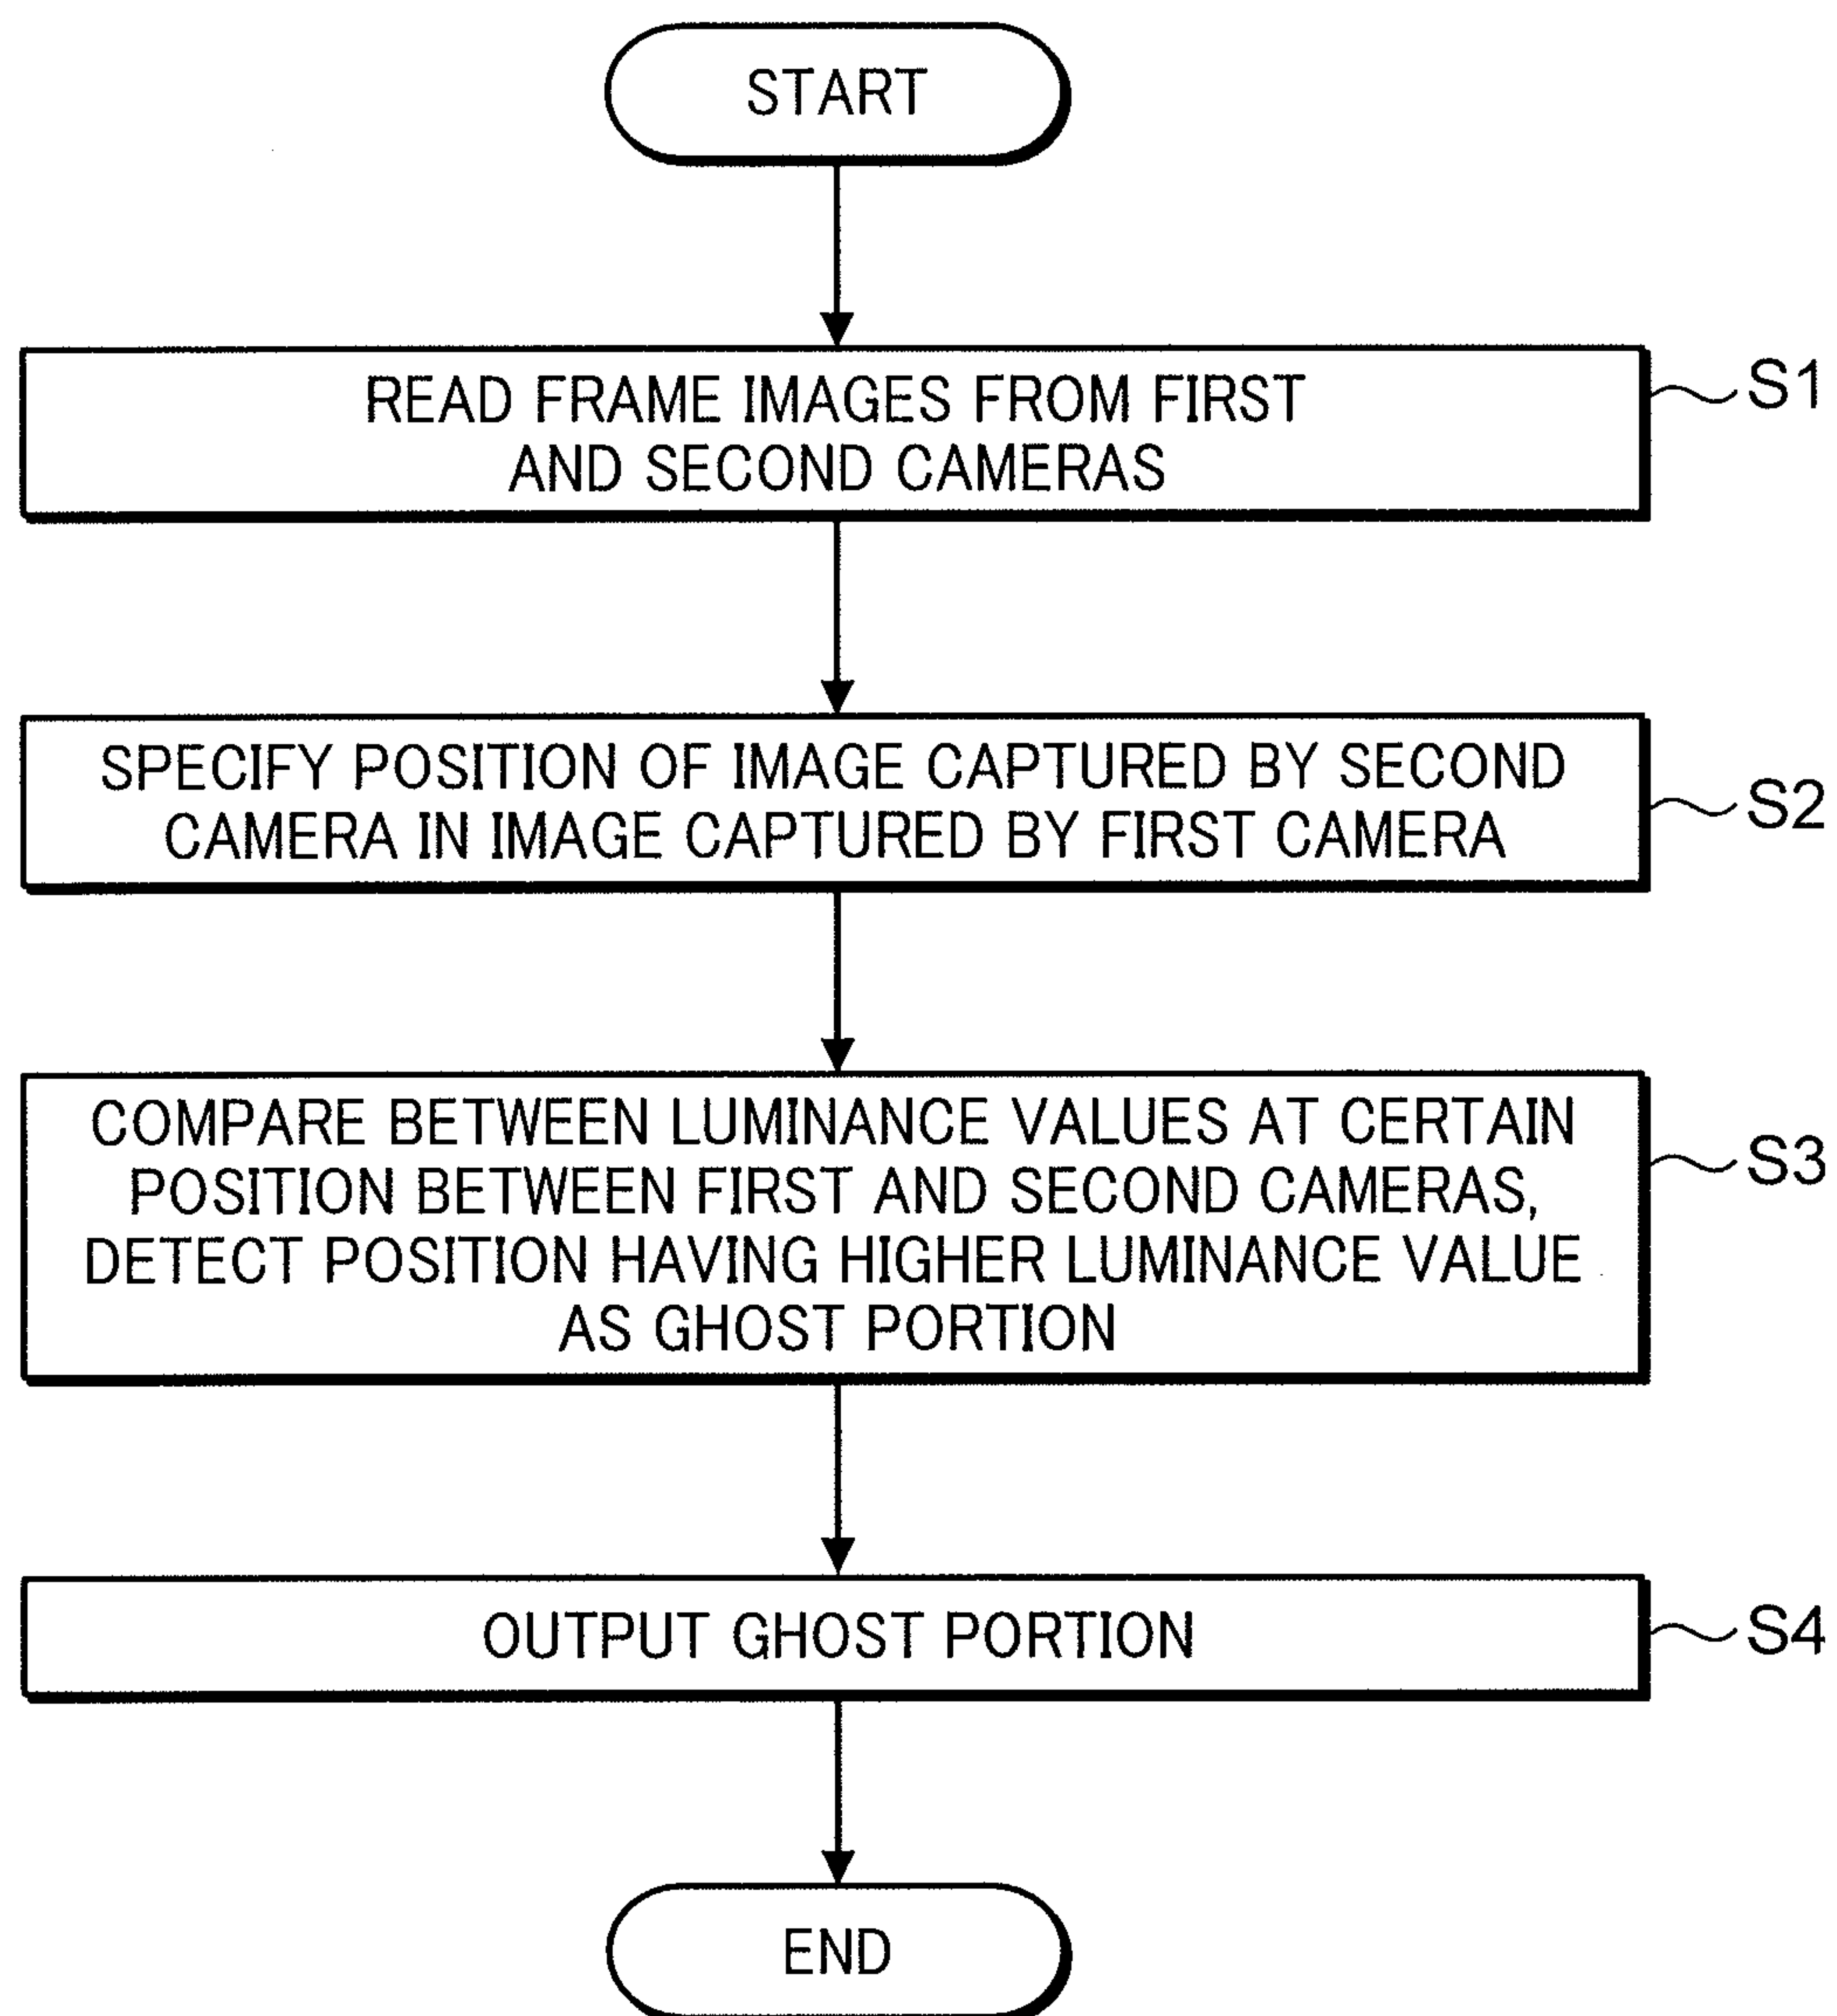 START
READ FRAME IMAGES FROM FIRST
AND SECOND CAMERAS
S1
SPECIFY POSITION OF IMAGE CAPTURED BY SECOND
CAMERA IN IMAGE CAPTURED BY FIRST CAMERA
S2
COMPARE BETWEEN LUMINANCE VALUES AT CERTAIN
POSITION BETWEEN FIRST AND SECOND CAMERAS,
DETECT POSITION HAVING HIGHER LUMINANCE VALUE
AS GHOST PORTION
S3
OUTPUT GHOST PORTION
S4
END